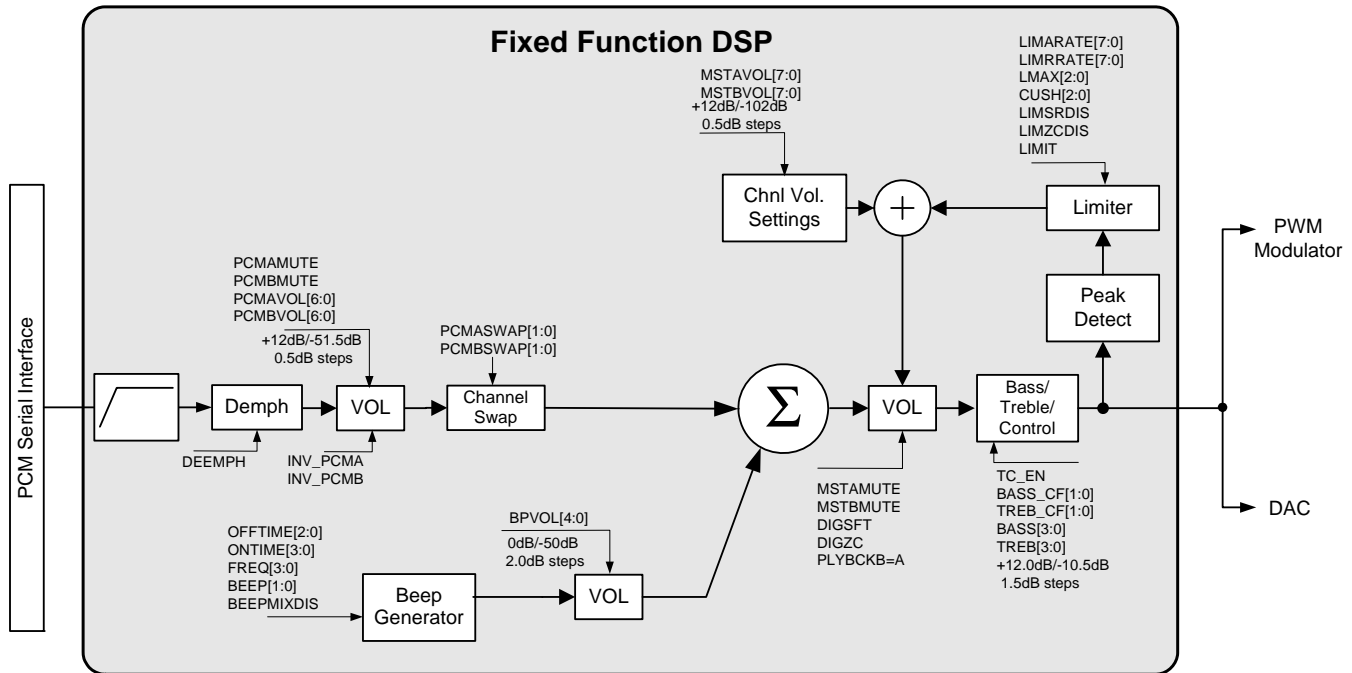 Fixed Function DSP
LIMARATE[7:0]
LIMRRATE[7:0]
LMAX[2:0]
CUSH[2:0]
LIMSRDIS
LIMZCDIS
LIMIT
MSTAVOL[7:0]
MSTBVOL[7:0]
+12dB/-102dB
0.5dB steps
Chnl Vol.
Settings
+
Limiter
PWM
Modulator
Peak
Detect
PCMAMUTE
PCMBMUTE
PCMAVOL[6:0]
PCMBVOL[6:0]
+12dB/-51.5dB
0.5dB steps
PCMASWAP[1:0]
PCMBSWAP[1:0]
PCM Serial Interface
Demph
VOL
Channel
Swap
Σ
VOL
Bass/
Treble/
Control
DEEMPH
INV_PCMA
INV_PCMB
MSTAMUTE
MSTBMUTE
DIGSFT
DIGZC
PLYBCKB=A
TC_EN
BASS_CF[1:0]
TREB_CF[1:0]
BASS[3:0]
TREB[3:0]
+12.0dB/-10.5dB
1.5dB steps
DAC
OFFTIME[2:0]
ONTIME[3:0]
FREQ[3:0]
BEEP[1:0]
BEEPMIXDIS
BPVOL[4:0]
0dB/-50dB
2.0dB steps
Beep
Generator
VOL